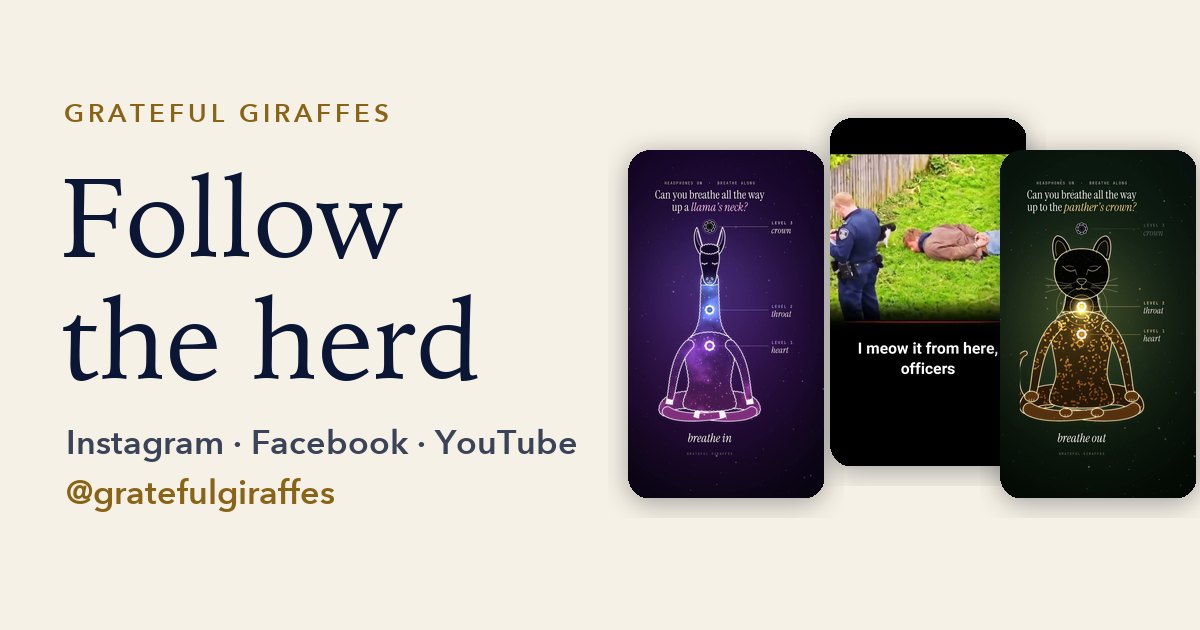 GRATEFUL GIRAFFES
Follow
the herd
Instagram · Facebook · YouTube
@gratefulgiraffes
HEADPHONES ON · BREATHE ALONG
Can you breathe all the way
up a llama's neck?
LEVEL 3
crown
LEVEL 2
throat
LEVEL 1
heart
breathe in
GRATEFUL GIRAFFES
I meow it from here,
officers
HEADPHONES ON · BREATHE ALONG
Can you breathe all the way
up to the panther's crown?
LEVEL 3
crown
LEVEL 2
throat
LEVEL 1
heart
breathe out
GRATEFUL GIRAFFES